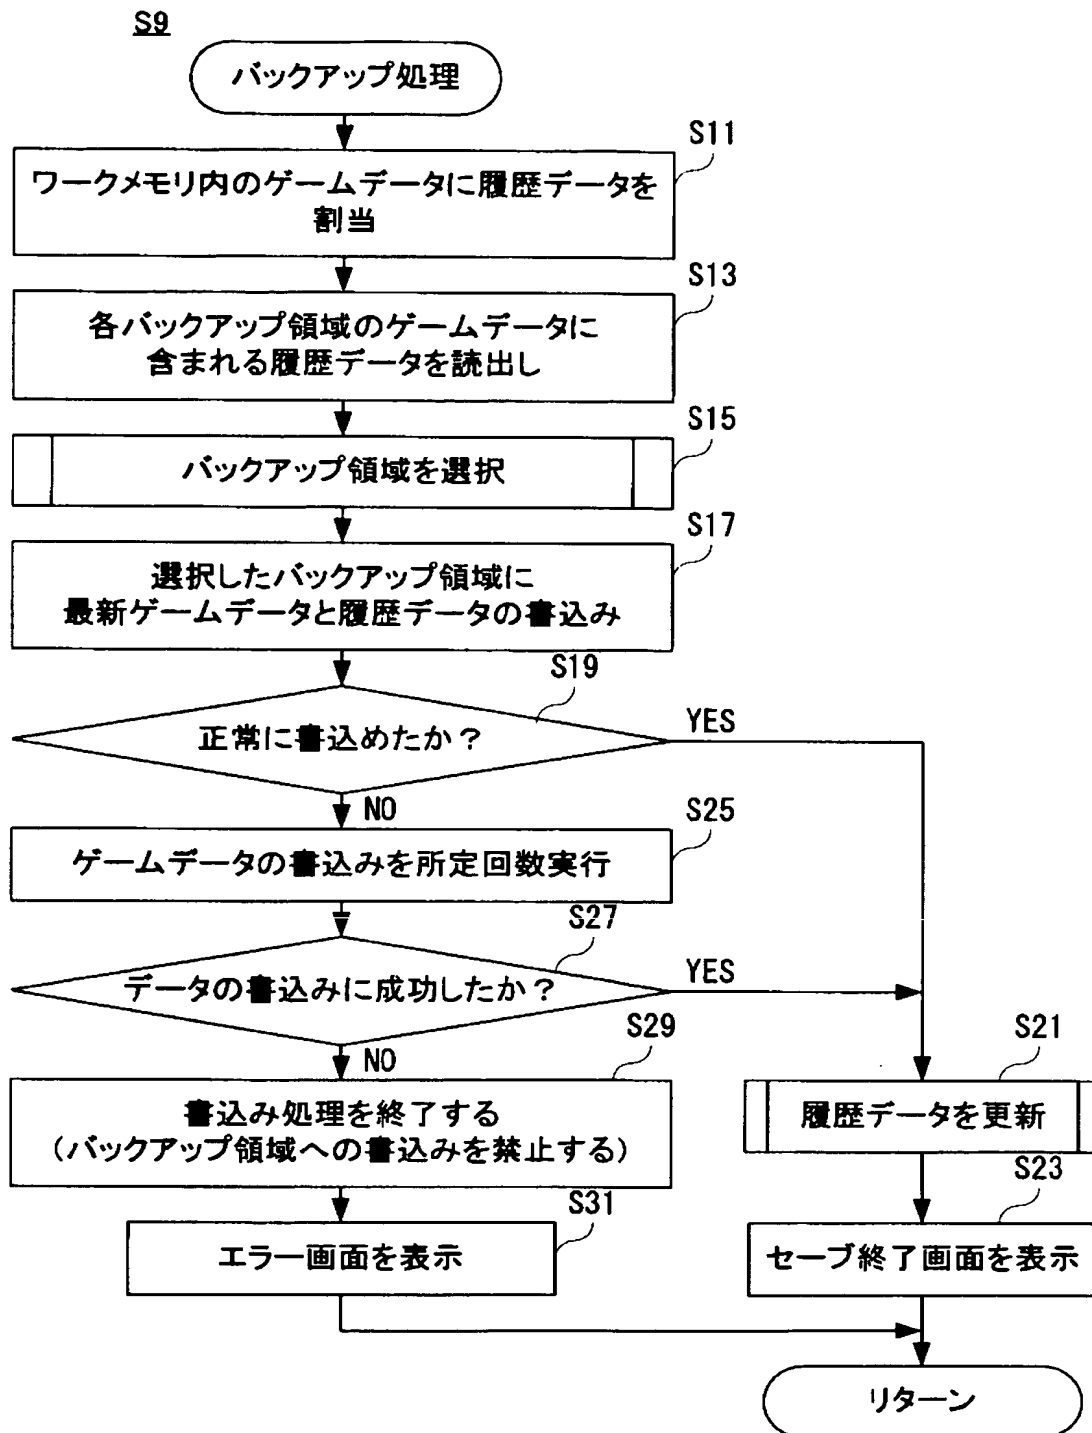 S9
バックアップ処理
S11
ワークメモリ内のゲームデータに履歴データを
割当
S13
各バックアップ領域のゲームデータに
含まれる履歴データを読出し
S15
バックアップ領域を選択
S17
選択したバックアップ領域に
最新ゲームデータと履歴データの書込み
S19
正常に書込めたか？
YES
NO
S25
ゲームデータの書込みを所定回数実行
S27
データの書込みに成功したか？
YES
NO
S29
書込み処理を終了する
（バックアップ領域への書込みを禁止する）
S21
履歴データを更新
S31
エラー画面を表示
S23
セーブ終了画面を表示
リターン